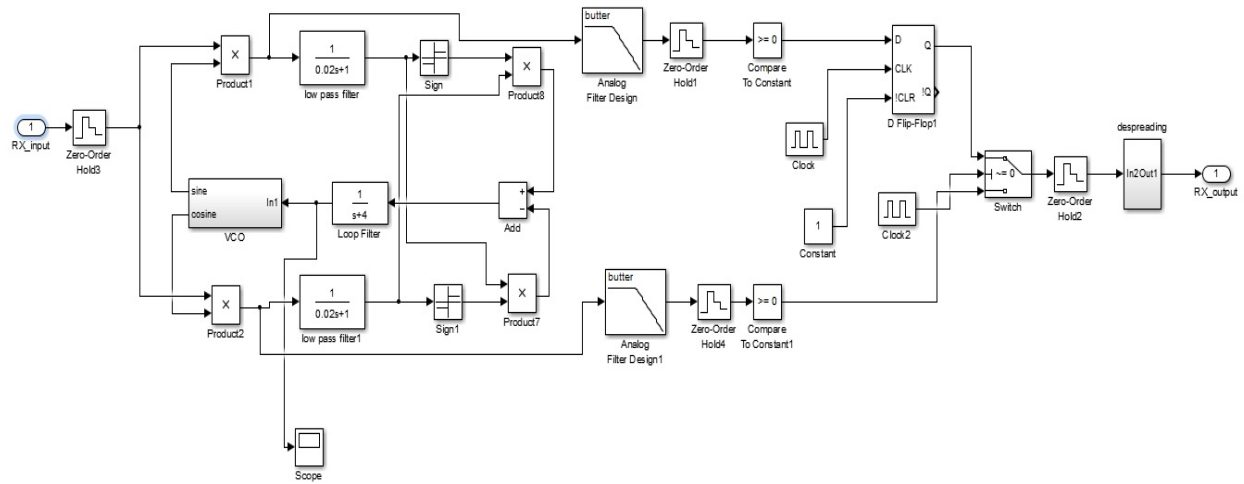 1
RX_input
Zero-Order
Hold3
×
Product1
1
0.02s+1
low pass filter
Sign
×
Product8
butter
Analog
Filter Design
Zero-Order
Hold1
>= 0
Compare
To Constant
D
CLK
!CLR
Q
!Q
D Flip-Flop1
Clock
sine
cosine
In1
VCO
1
s+4
Loop Filter
+
−
Add
1
Constant
Clock2
~= 0
Switch
Zero-Order
Hold2
despreading
In2Out1
1
RX_output
×
Product2
1
0.02s+1
low pass filter1
Sign1
×
Product7
butter
Analog
Filter Design1
Zero-Order
Hold4
>= 0
Compare
To Constant1
Scope